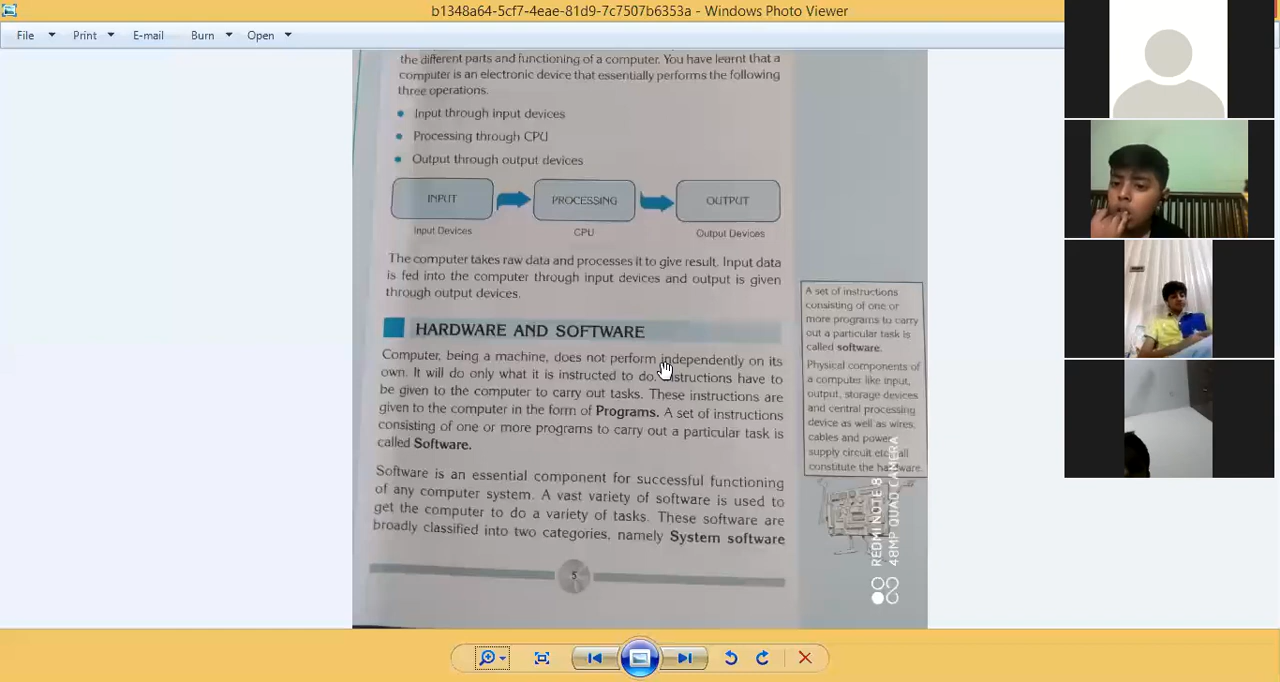 b1348a64-5cf7-4eae-81d9-7c7507b6353a - Windows Photo Viewer
File Print E-mail Burn Open
the different parts and functioning of a computer. You have learnt that a
computer is an electronic device that essentially performs the following
three operations.
Input through input devices
Processing through CPU
Output through output devices
INPUT PROCESSING OUTPUT
Input Devices CPU Output Devices
The computer takes raw data and processes it to give result. Input data
is fed into the computer through input devices and output is given
through output devices.
HARDWARE AND SOFTWARE
Computer, being a machine, does not perform independently on its
own. It will do only what it is instructed to do. Instructions have to
be given to the computer to carry out tasks. These instructions are
given to the computer in the form of Programs. A set of instructions
consisting of one or more programs to carry out a particular task is
called Software.
Software is an essential component for successful functioning
of any computer system. A vast variety of software is used to
get the computer to do a variety of tasks. These software are
broadly classified into two categories, namely System software
5
A set of instructions
consisting of one or
more programs to carry
out a particular task is
called software.
Physical components of
a computer like input,
output, storage devices
and central processing
device as well as wires,
cables and power
supply circuit etc. all
constitute the hardware.
REDMI NOTE 8
48MP QUAD CAMERA